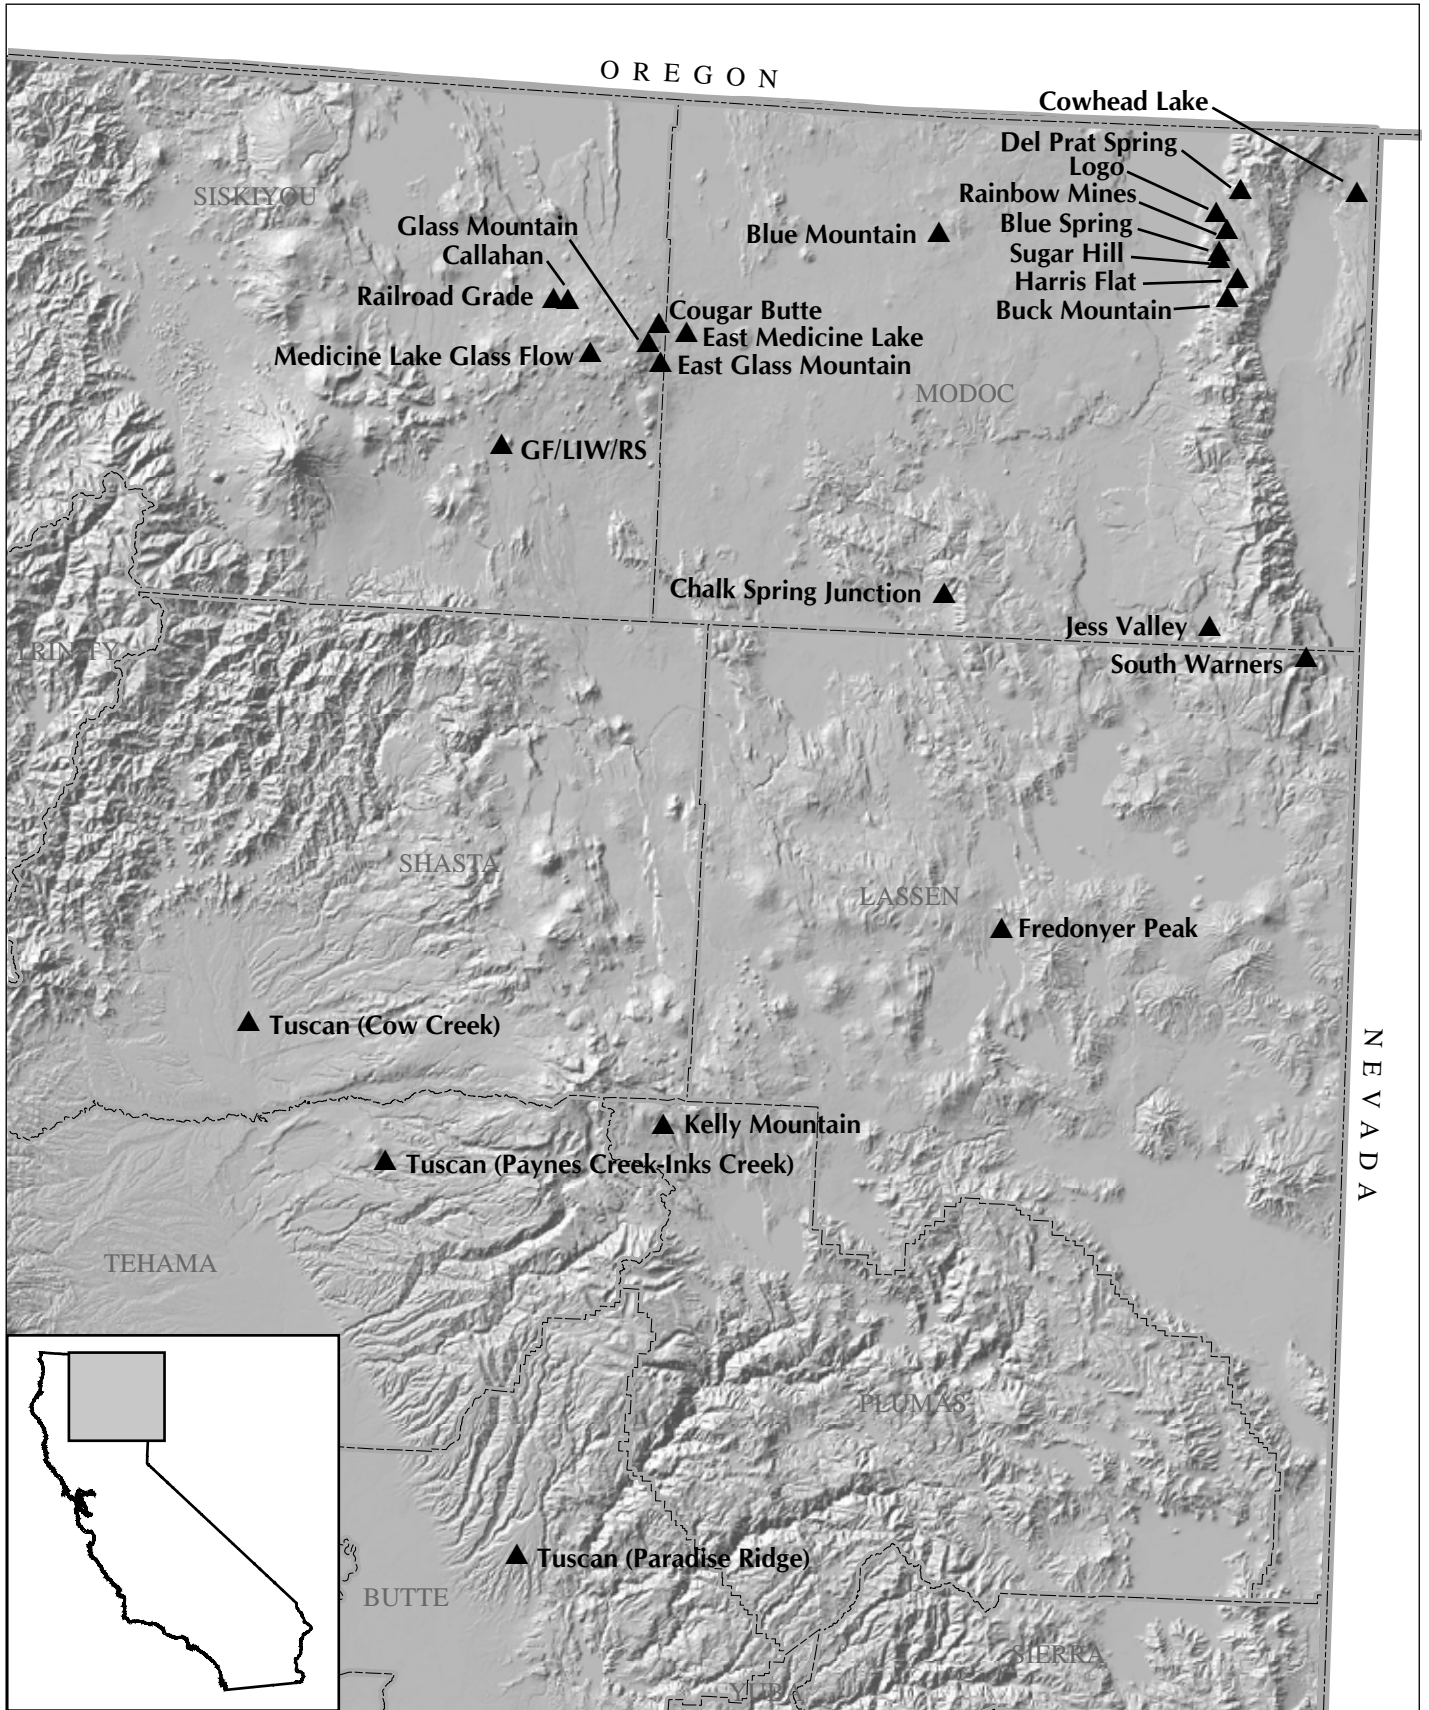 OREGON
Cowhead Lake
Del Prat Spring
Logo
Rainbow Mines
SISKIYOU
Glass Mountain
Blue Spring
Blue Mountain
Callahan
Sugar Hill
Harris Flat
Railroad Grade
Cougar Butte
Buck Mountain
East Medicine Lake
Medicine Lake Glass Flow
East Glass Mountain
MODOC
GF/LIW/RS
Chalk Spring Junction
Jess Valley
TRINITY
South Warners
SHASTA
LASSEN
Fredonyer Peak
Tuscan (Cow Creek)
NEVADA
Kelly Mountain
Tuscan (Paynes Creek-Inks Creek)
TEHAMA
PLUMAS
Tuscan (Paradise Ridge)
BUTTE
SIERRA
YUBA